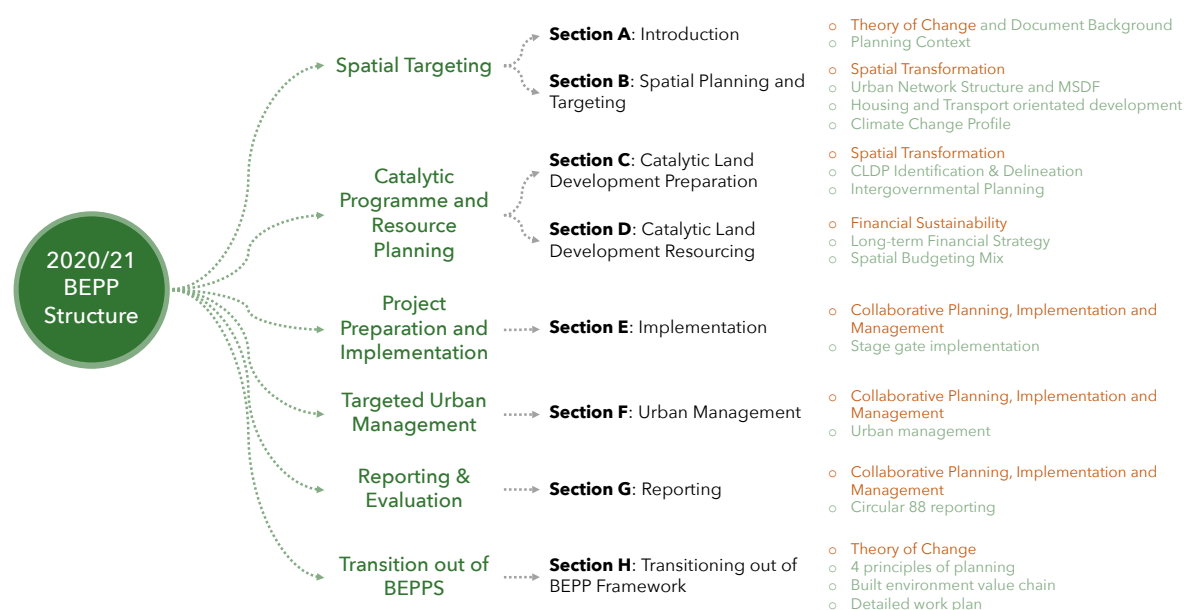 2020/21
BEPP
Structure
Spatial Targeting
Section A: Introduction
○ Theory of Change and Document Background
○ Planning Context
Section B: Spatial Planning and
Targeting
○ Spatial Transformation
○ Urban Network Structure and MSDF
○ Housing and Transport orientated development
○ Climate Change Profile
Catalytic
Programme and
Resource
Planning
Section C: Catalytic Land
Development Preparation
○ Spatial Transformation
○ CLDP Identification & Delineation
○ Intergovernmental Planning
Section D: Catalytic Land
Development Resourcing
○ Financial Sustainability
○ Long-term Financial Strategy
○ Spatial Budgeting Mix
Project
Preparation and
Implementation
Section E: Implementation
○ Collaborative Planning, Implementation and
Management
○ Stage gate implementation
Targeted Urban
Management
Section F: Urban Management
○ Collaborative Planning, Implementation and
Management
○ Urban management
Reporting &
Evaluation
Section G: Reporting
○ Collaborative Planning, Implementation and
Management
○ Circular 88 reporting
Transition out of
BEPPS
Section H: Transitioning out of
BEPP Framework
○ Theory of Change
○ 4 principles of planning
○ Built environment value chain
○ Detailed work plan